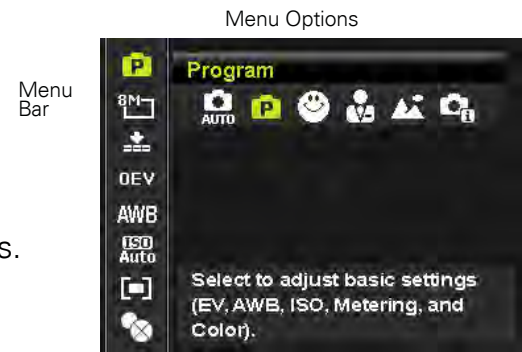 Menu Options
Menu
Bar
s.
P
Program
8M
AUTO
P
i
0EV
AWB
ISO
Auto
Select to adjust basic settings
(EV, AWB, ISO, Metering, and
Color).